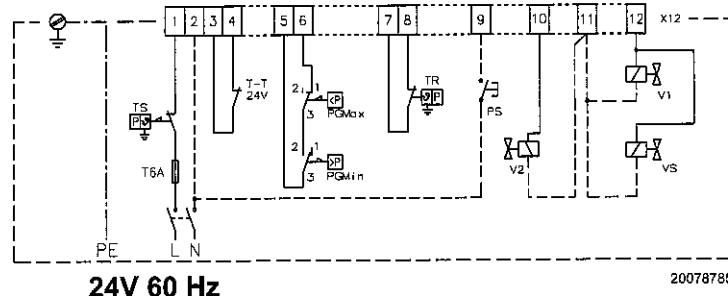 1 2 3 4 5 6 7 8 9 10 11 12 X12
T-T
24V
TS
P
T6A
2 1
<P
PGMax
3
2 1
>P
PGMin
3
TR
P
PS
V2
V1
VS
PE L N
24V 60 Hz
20078785